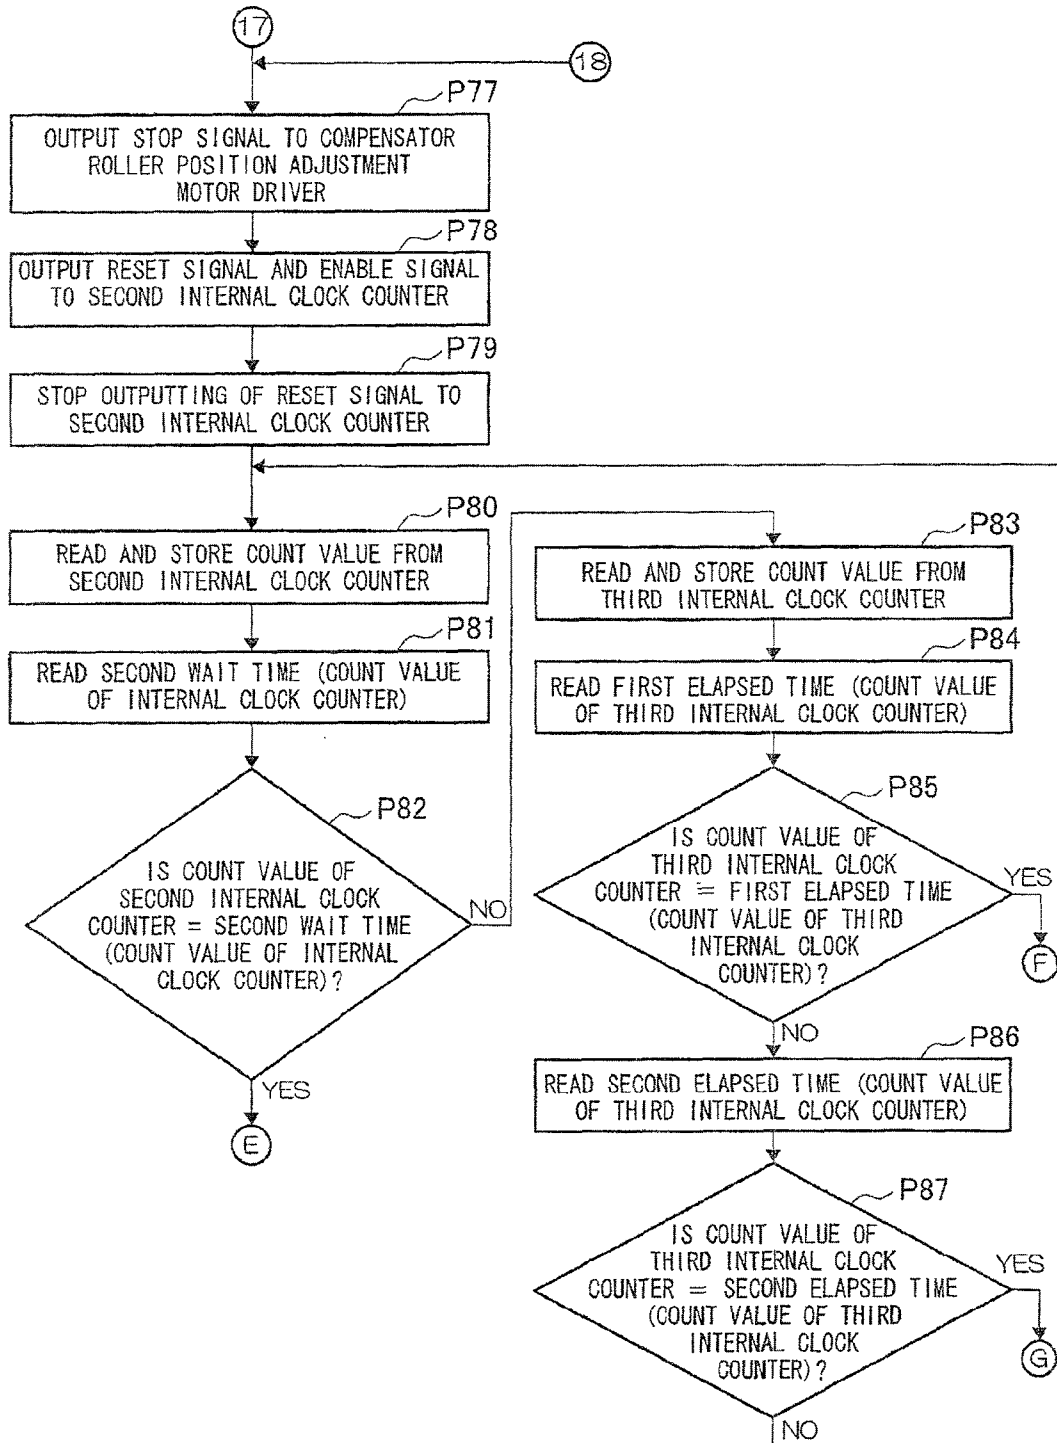 17
18
P77
OUTPUT STOP SIGNAL TO COMPENSATOR
ROLLER POSITION ADJUSTMENT
MOTOR DRIVER
P78
OUTPUT RESET SIGNAL AND ENABLE SIGNAL
TO SECOND INTERNAL CLOCK COUNTER
P79
STOP OUTPUTTING OF RESET SIGNAL TO
SECOND INTERNAL CLOCK COUNTER
P80
READ AND STORE COUNT VALUE FROM
SECOND INTERNAL CLOCK COUNTER
P81
READ SECOND WAIT TIME (COUNT VALUE
OF INTERNAL CLOCK COUNTER)
P82
IS COUNT VALUE OF
SECOND INTERNAL CLOCK
COUNTER = SECOND WAIT TIME
(COUNT VALUE OF INTERNAL
CLOCK COUNTER)?
NO
YES
E
P83
READ AND STORE COUNT VALUE FROM
THIRD INTERNAL CLOCK COUNTER
P84
READ FIRST ELAPSED TIME (COUNT VALUE
OF THIRD INTERNAL CLOCK COUNTER)
P85
IS COUNT VALUE OF
THIRD INTERNAL CLOCK
COUNTER = FIRST ELAPSED TIME
(COUNT VALUE OF THIRD
INTERNAL CLOCK
COUNTER)?
YES
F
NO
P86
READ SECOND ELAPSED TIME (COUNT VALUE
OF THIRD INTERNAL CLOCK COUNTER)
P87
IS COUNT VALUE OF
THIRD INTERNAL CLOCK
COUNTER = SECOND ELAPSED TIME
(COUNT VALUE OF THIRD
INTERNAL CLOCK
COUNTER)?
YES
G
NO